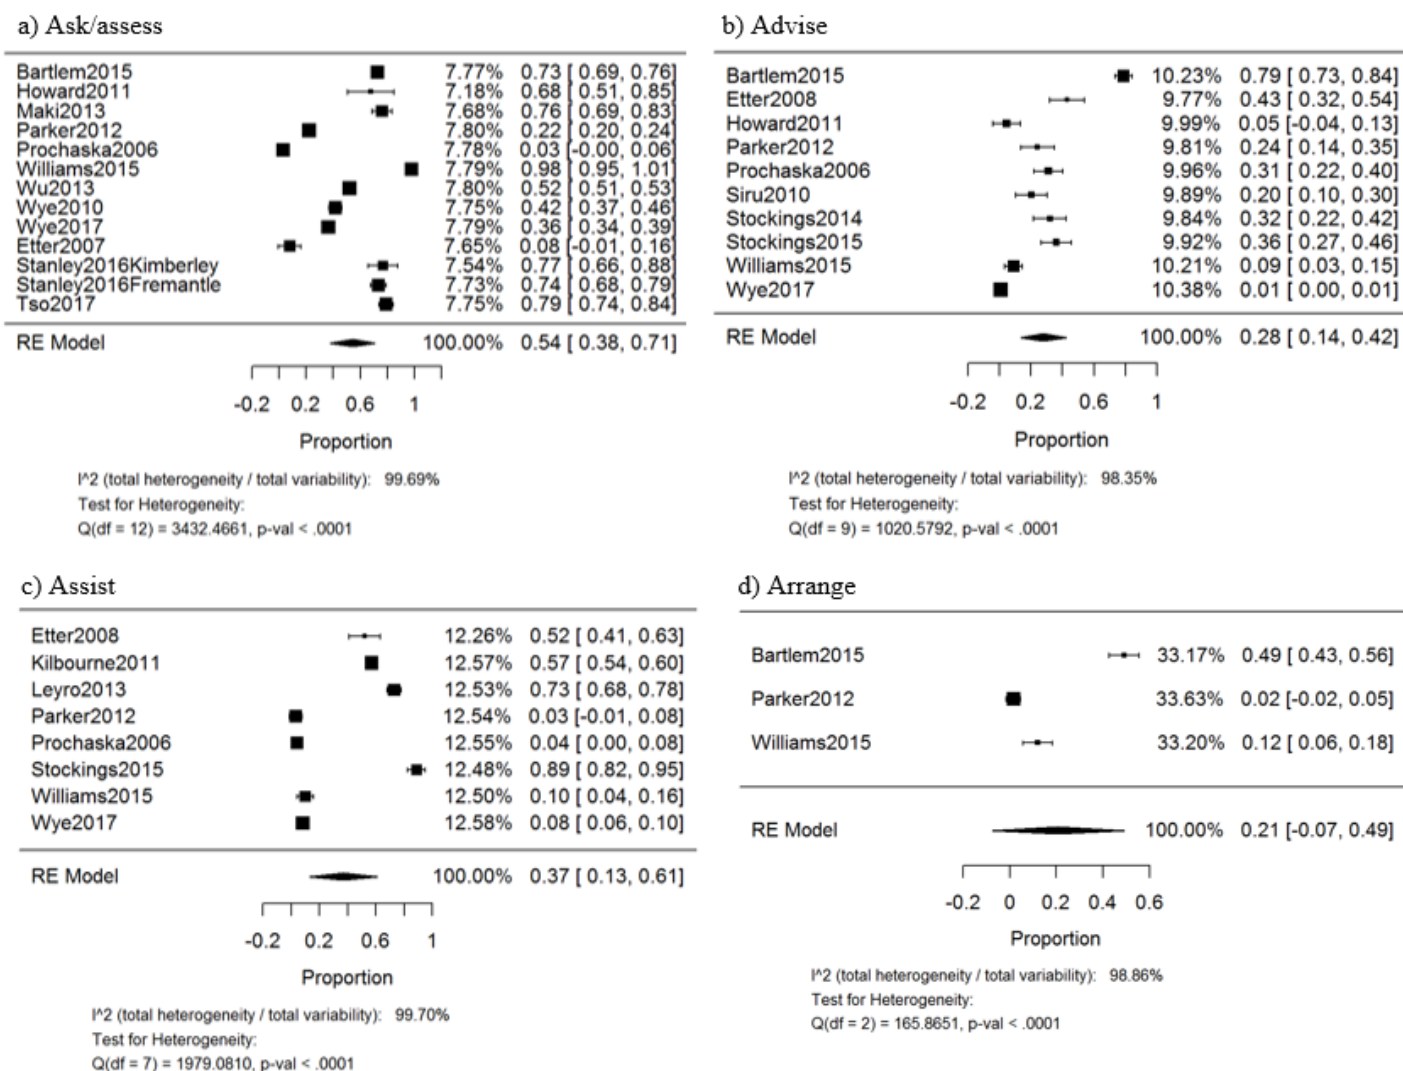 a) Ask/assess
Bartlem2015 7.77% 0.73 [ 0.69, 0.76]
Howard2011 7.18% 0.68 [ 0.51, 0.85]
Maki2013 7.68% 0.76 [ 0.69, 0.83]
Parker2012 7.80% 0.22 [ 0.20, 0.24]
Prochaska2006 7.78% 0.03 [-0.00, 0.06]
Williams2015 7.79% 0.98 [ 0.95, 1.01]
Wu2013 7.80% 0.52 [ 0.51, 0.53]
Wye2010 7.75% 0.42 [ 0.37, 0.46]
Wye2017 7.79% 0.36 [ 0.34, 0.39]
Etter2007 7.65% 0.08 [ -0.01, 0.16]
Stanley2016Kimberley 7.54% 0.77 [ 0.66, 0.88]
Stanley2016Fremantle 7.73% 0.74 [ 0.68, 0.79]
Tso2017 7.75% 0.79 [ 0.74, 0.84]
RE Model 100.00% 0.54 [ 0.38, 0.71]
-0.2 0.2 0.6 1
Proportion
I^2 (total heterogeneity / total variability): 99.69%
Test for Heterogeneity:
Q(df = 12) = 3432.4661, p-val < .0001
b) Advise
Bartlem2015 10.23% 0.79 [ 0.73, 0.84]
Etter2008 9.77% 0.43 [ 0.32, 0.54]
Howard2011 9.99% 0.05 [-0.04, 0.13]
Parker2012 9.81% 0.24 [ 0.14, 0.35]
Prochaska2006 9.96% 0.31 [ 0.22, 0.40]
Siru2010 9.89% 0.20 [ 0.10, 0.30]
Stockings2014 9.84% 0.32 [ 0.22, 0.42]
Stockings2015 9.92% 0.36 [ 0.27, 0.46]
Williams2015 10.21% 0.09 [ 0.03, 0.15]
Wye2017 10.38% 0.01 [ 0.00, 0.01]
RE Model 100.00% 0.28 [ 0.14, 0.42]
-0.2 0.2 0.6 1
Proportion
I^2 (total heterogeneity / total variability): 98.35%
Test for Heterogeneity:
Q(df = 9) = 1020.5792, p-val < .0001
c) Assist
Etter2008 12.26% 0.52 [ 0.41, 0.63]
Kilbourne2011 12.57% 0.57 [ 0.54, 0.60]
Leyro2013 12.53% 0.73 [ 0.68, 0.78]
Parker2012 12.54% 0.03 [-0.01, 0.08]
Prochaska2006 12.55% 0.04 [ 0.00, 0.08]
Stockings2015 12.48% 0.89 [ 0.82, 0.95]
Williams2015 12.50% 0.10 [ 0.04, 0.16]
Wye2017 12.58% 0.08 [ 0.06, 0.10]
RE Model 100.00% 0.37 [ 0.13, 0.61]
-0.2 0.2 0.6 1
Proportion
I^2 (total heterogeneity / total variability): 99.70%
Test for Heterogeneity:
Q(df = 7) = 1979.0810, p-val < .0001
d) Arrange
Bartlem2015 33.17% 0.49 [ 0.43, 0.56]
Parker2012 33.63% 0.02 [-0.02, 0.05]
Williams2015 33.20% 0.12 [ 0.06, 0.18]
RE Model 100.00% 0.21 [-0.07, 0.49]
-0.2 0 0.2 0.4 0.6
Proportion
I^2 (total heterogeneity / total variability): 98.86%
Test for Heterogeneity:
Q(df = 2) = 165.8651, p-val < .0001